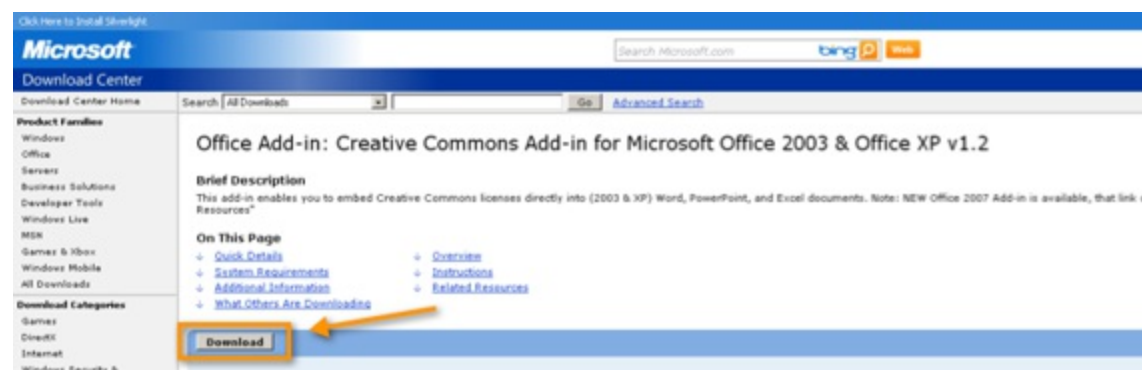 Click Here to Install Silverlight
Microsoft
Search Microsoft.com
bing
Web
Download Center
Download Center Home
Search
All Downloads
Go
Advanced Search
Product Families
Windows
Office
Servers
Business Solutions
Developer Tools
Windows Live
MSN
Games & Xbox
Windows Mobile
All Downloads
Download Categories
Games
DirectX
Internet
Windows Security &
Office Add-in: Creative Commons Add-in for Microsoft Office 2003 & Office XP v1.2
Brief Description
This add-in enables you to embed Creative Commons licenses directly into (2003 & XP) Word, PowerPoint, and Excel documents. Note: NEW Office 2007 Add-in is available, that link
Resources"
On This Page
Quick Details
System Requirements
Additional Information
What Others Are Downloading
Overview
Instructions
Related Resources
Download